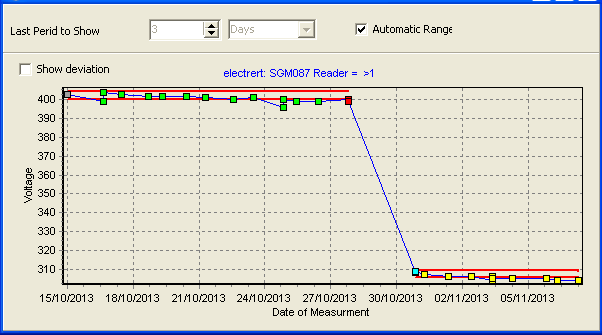 Last Perid to Show
3
Days
Automatic Range
Show deviation
electrert: SGM087 Reader = >1
400
390
380
370
360
350
340
330
320
310
Voltage
15/10/2013 18/10/2013 21/10/2013 24/10/2013 27/10/2013 30/10/2013 02/11/2013 05/11/2013
Date of Measurment